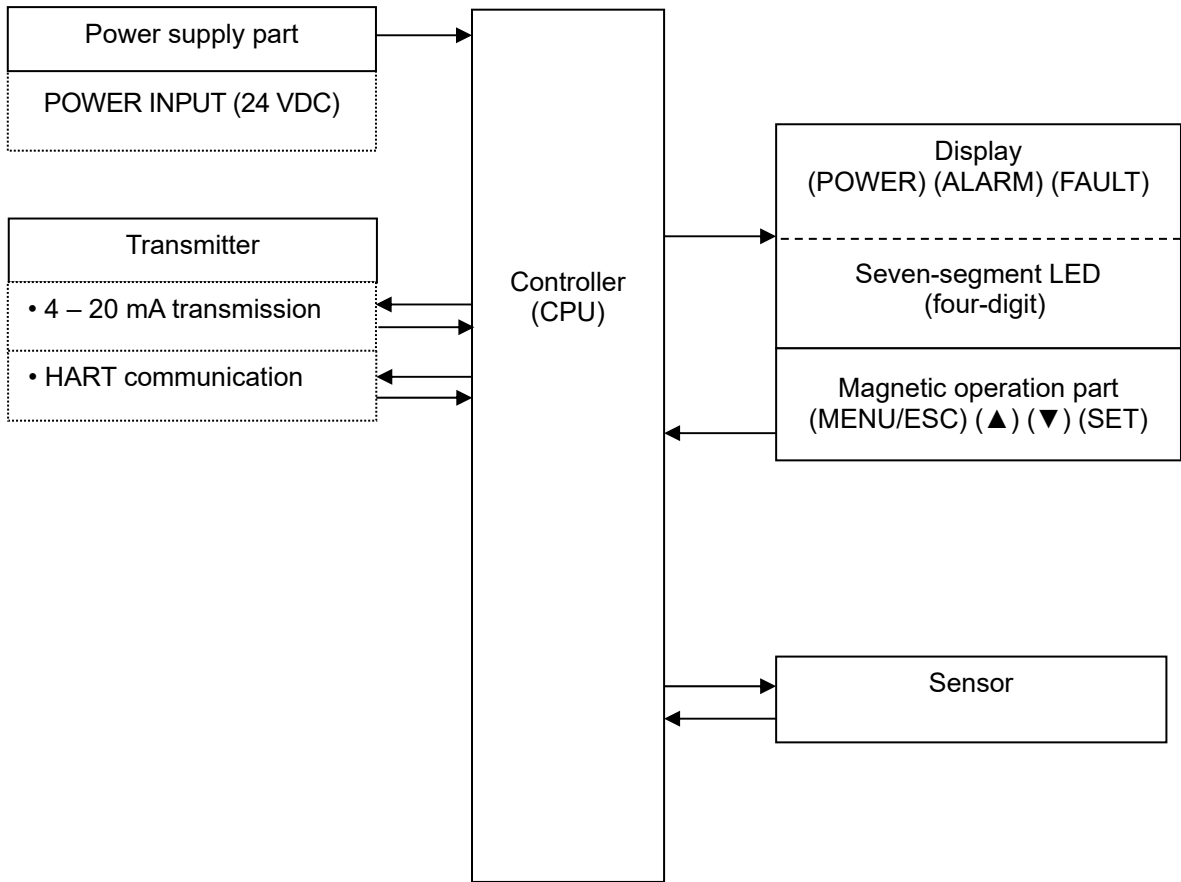 Power supply part
POWER INPUT (24 VDC)
Transmitter
• 4 – 20 mA transmission
• HART communication
Controller
(CPU)
Display
(POWER) (ALARM) (FAULT)
Seven-segment LED
(four-digit)
Magnetic operation part
(MENU/ESC) (▲) (▼) (SET)
Sensor